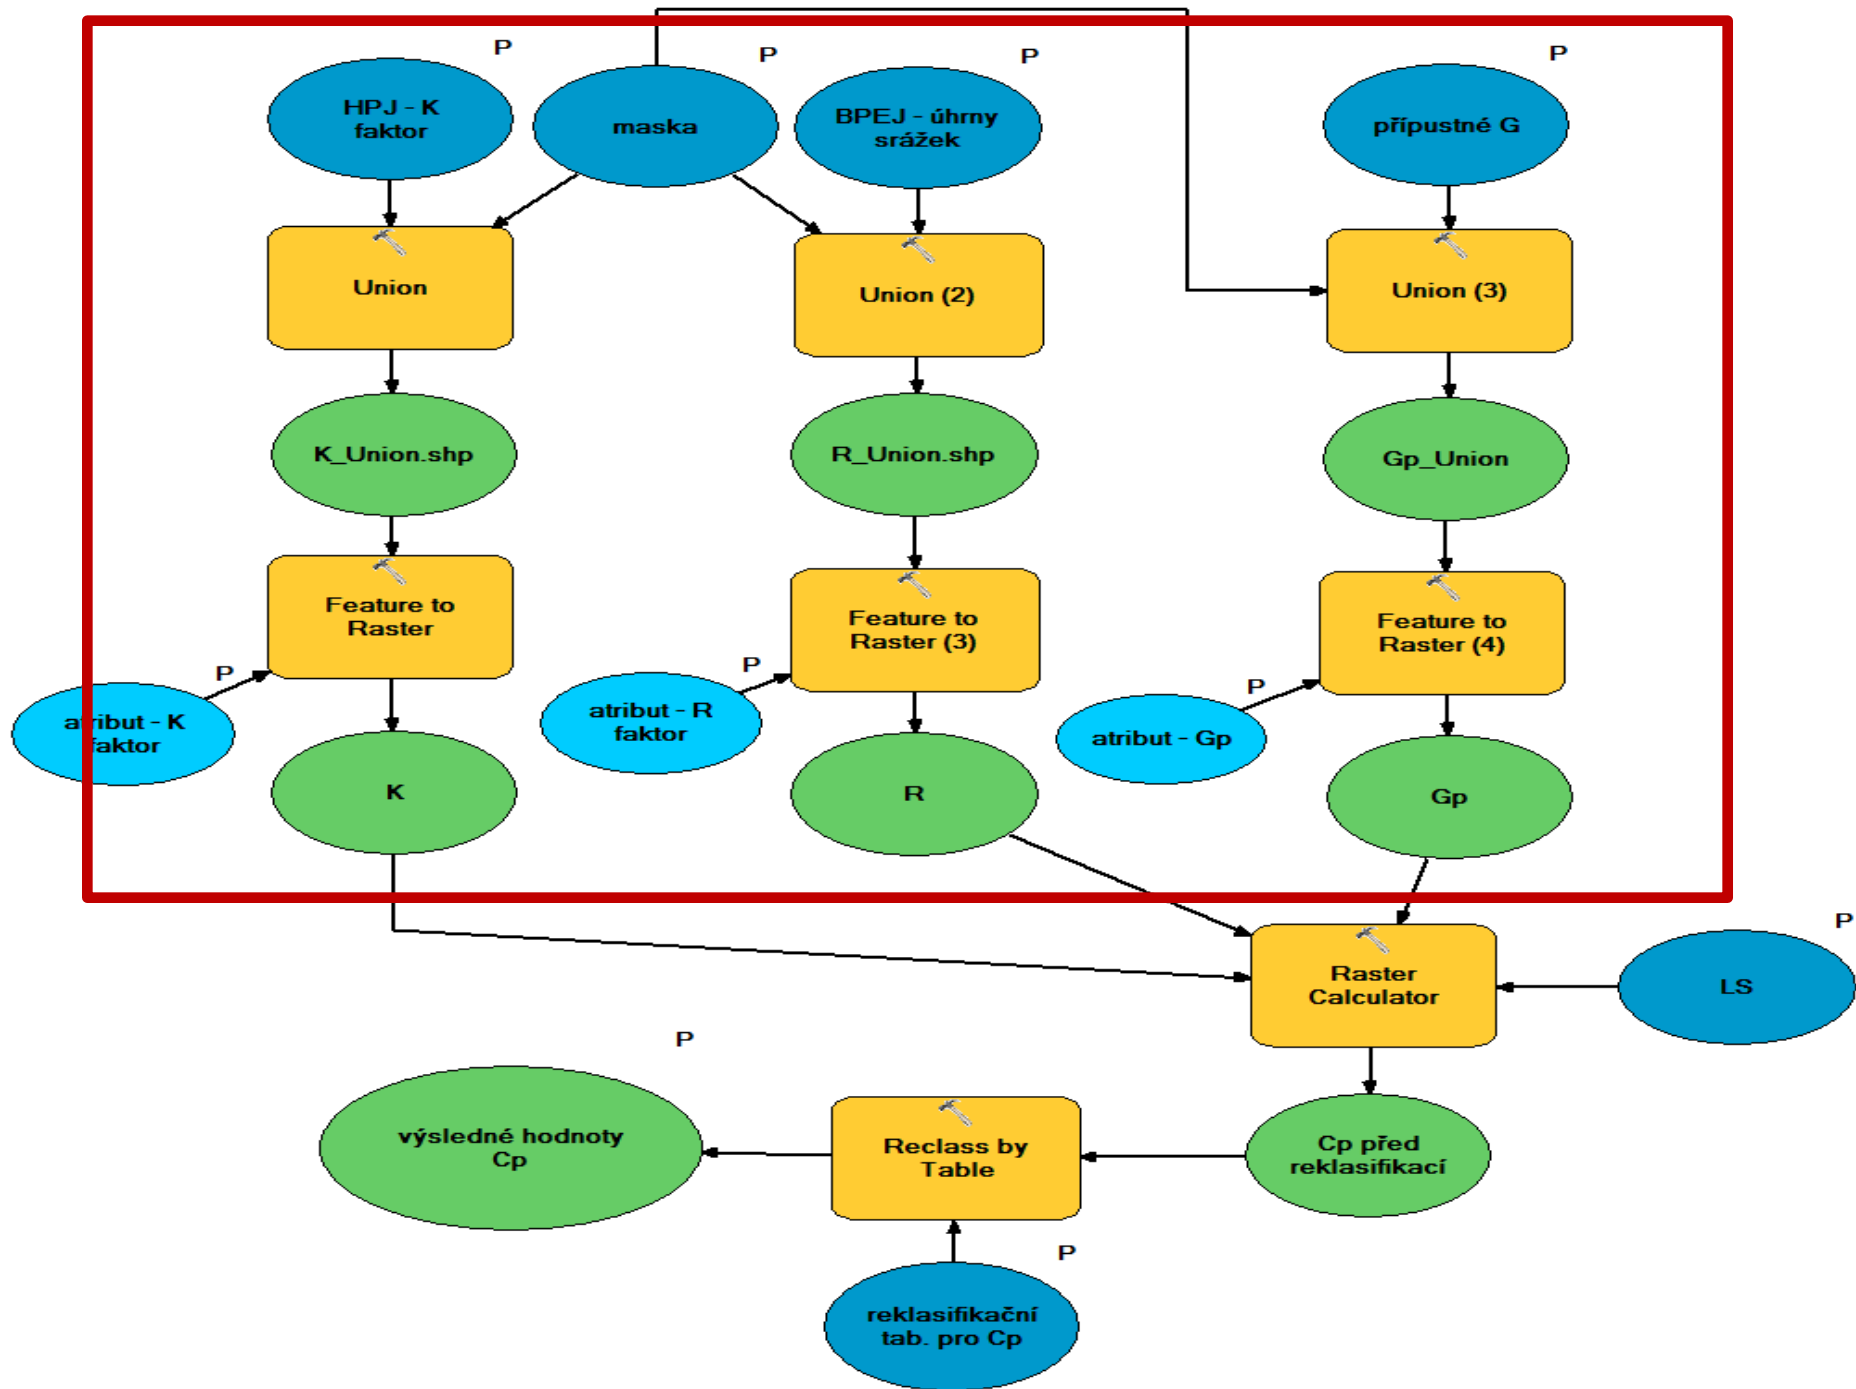 P
P
P
P
HPJ - K
faktor
maska
BPEJ - úhrny
srážek
přípustné G
Union
Union (2)
Union (3)
K_Union.shp
R_Union.shp
Gp_Union
Feature to
Raster
Feature to
Raster (3)
Feature to
Raster (4)
P
P
P
atribut - K
faktor
atribut - R
faktor
atribut - Gp
K
R
Gp
P
Raster
Calculator
LS
P
výsledné hodnoty
Cp
Reclass by
Table
Cp před
reklasifikací
P
reklasifikační
tab. pro Cp